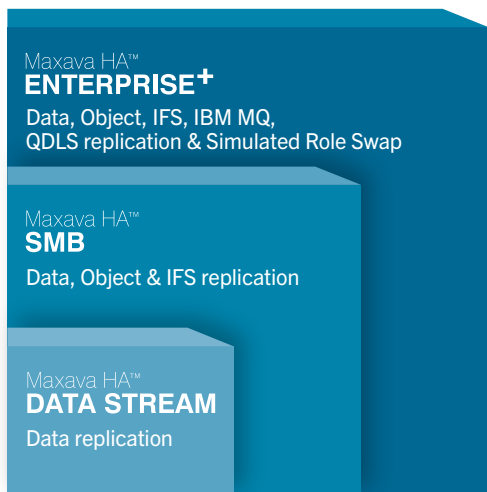 Maxava HA™
ENTERPRISE+
Data, Object, IFS, IBM MQ,
QDLS replication & Simulated Role Swap
Maxava HA™
SMB
Data, Object & IFS replication
Maxava HA™
DATA STREAM
Data replication